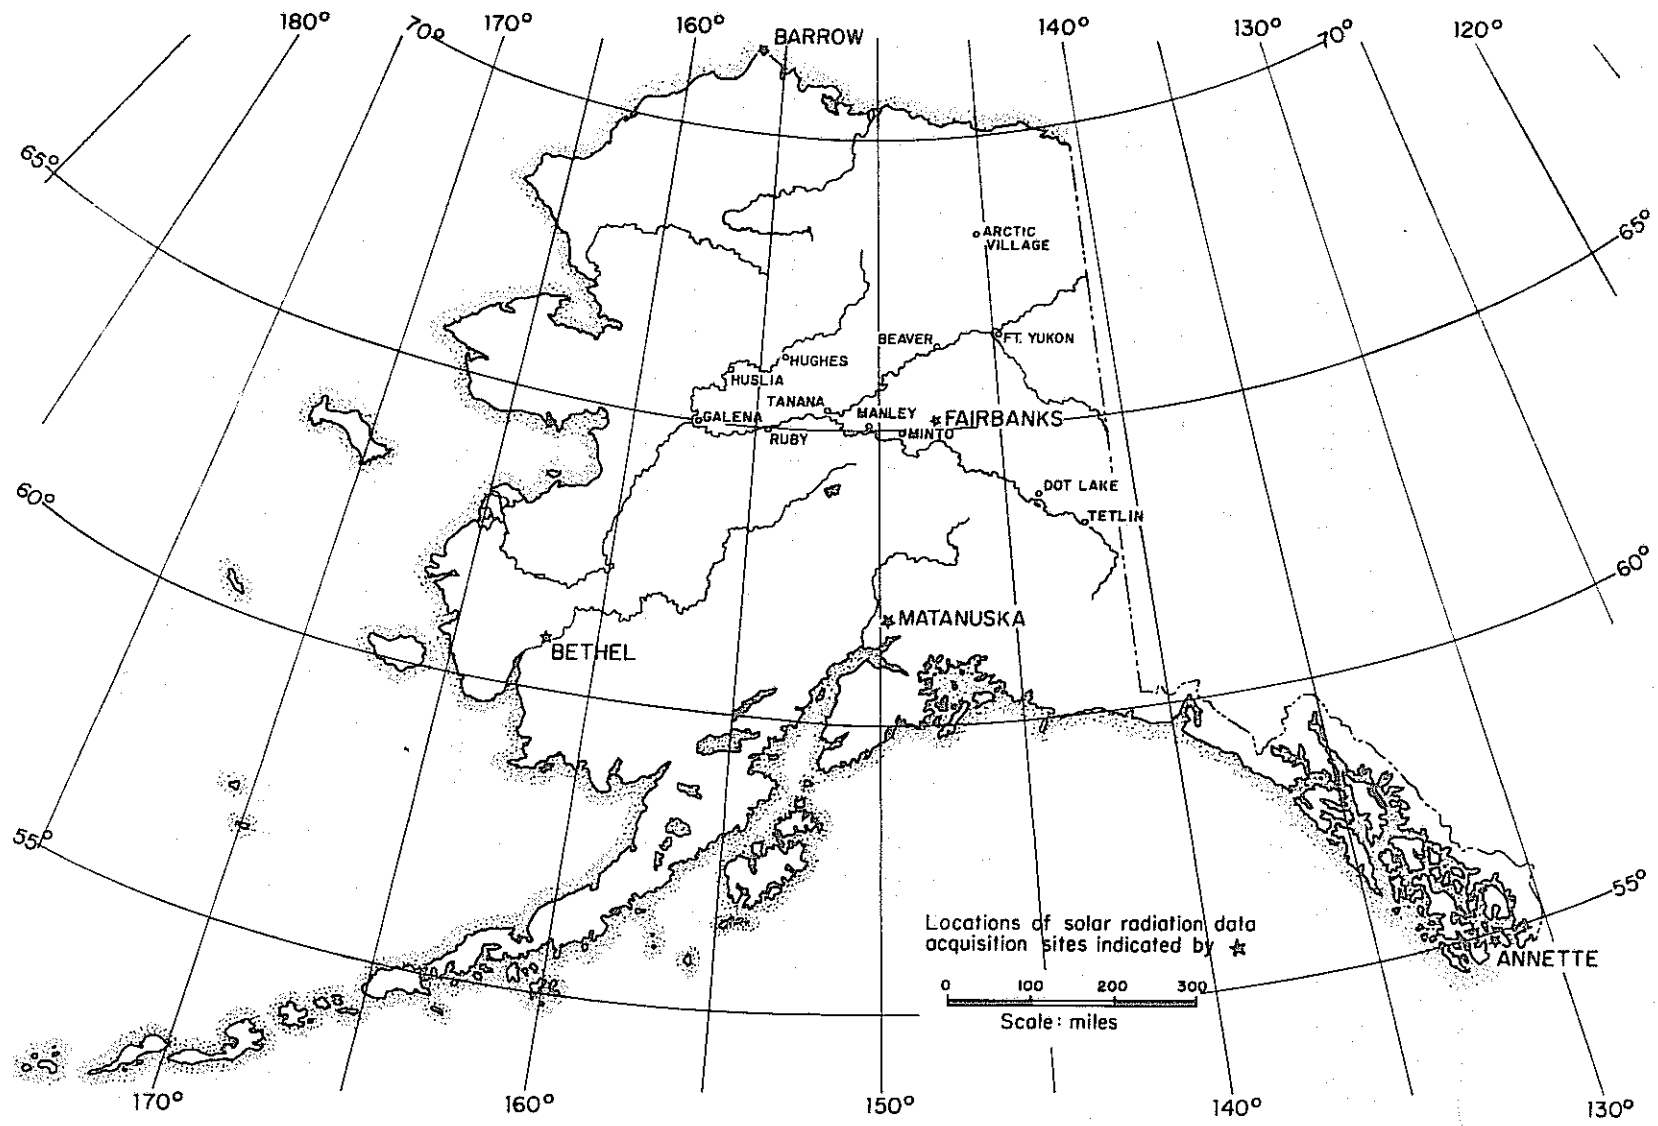 180°
70°
170°
160°
140°
130°
70°
120°
BARROW
65°
65°
ARCTIC
VILLAGE
BEAVER
FT. YUKON
HUGHES
HUSLIA
TANANA
MANLEY
GALENA
FAIRBANKS
RUBY
MINTO
60°
DOT LAKE
TETLIN
60°
MATANUSKA
BETHEL
55°
55°
Locations of solar radiation data
acquisition sites indicated by
ANNETTE
0 100 200 300
Scale: miles
170°
160°
150°
140°
130°